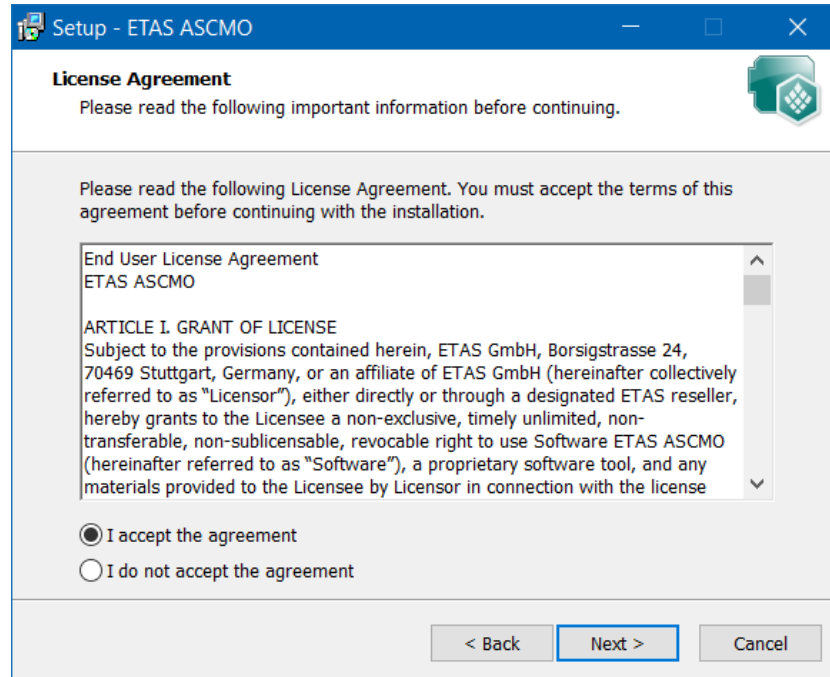 Setup - ETAS ASCMO
License Agreement
Please read the following important information before continuing.
Please read the following License Agreement. You must accept the terms of this
agreement before continuing with the installation.
End User License Agreement
ETAS ASCMO
ARTICLE I. GRANT OF LICENSE
Subject to the provisions contained herein, ETAS GmbH, Borsigstrasse 24,
70469 Stuttgart, Germany, or an affiliate of ETAS GmbH (hereinafter collectively
referred to as “Licensor”), either directly or through a designated ETAS reseller,
hereby grants to the Licensee a non-exclusive, timely unlimited, non-
transferable, non-sublicensable, revocable right to use Software ETAS ASCMO
(hereinafter referred to as “Software”), a proprietary software tool, and any
materials provided to the Licensee by Licensor in connection with the license
I accept the agreement
I do not accept the agreement
< Back Next > Cancel